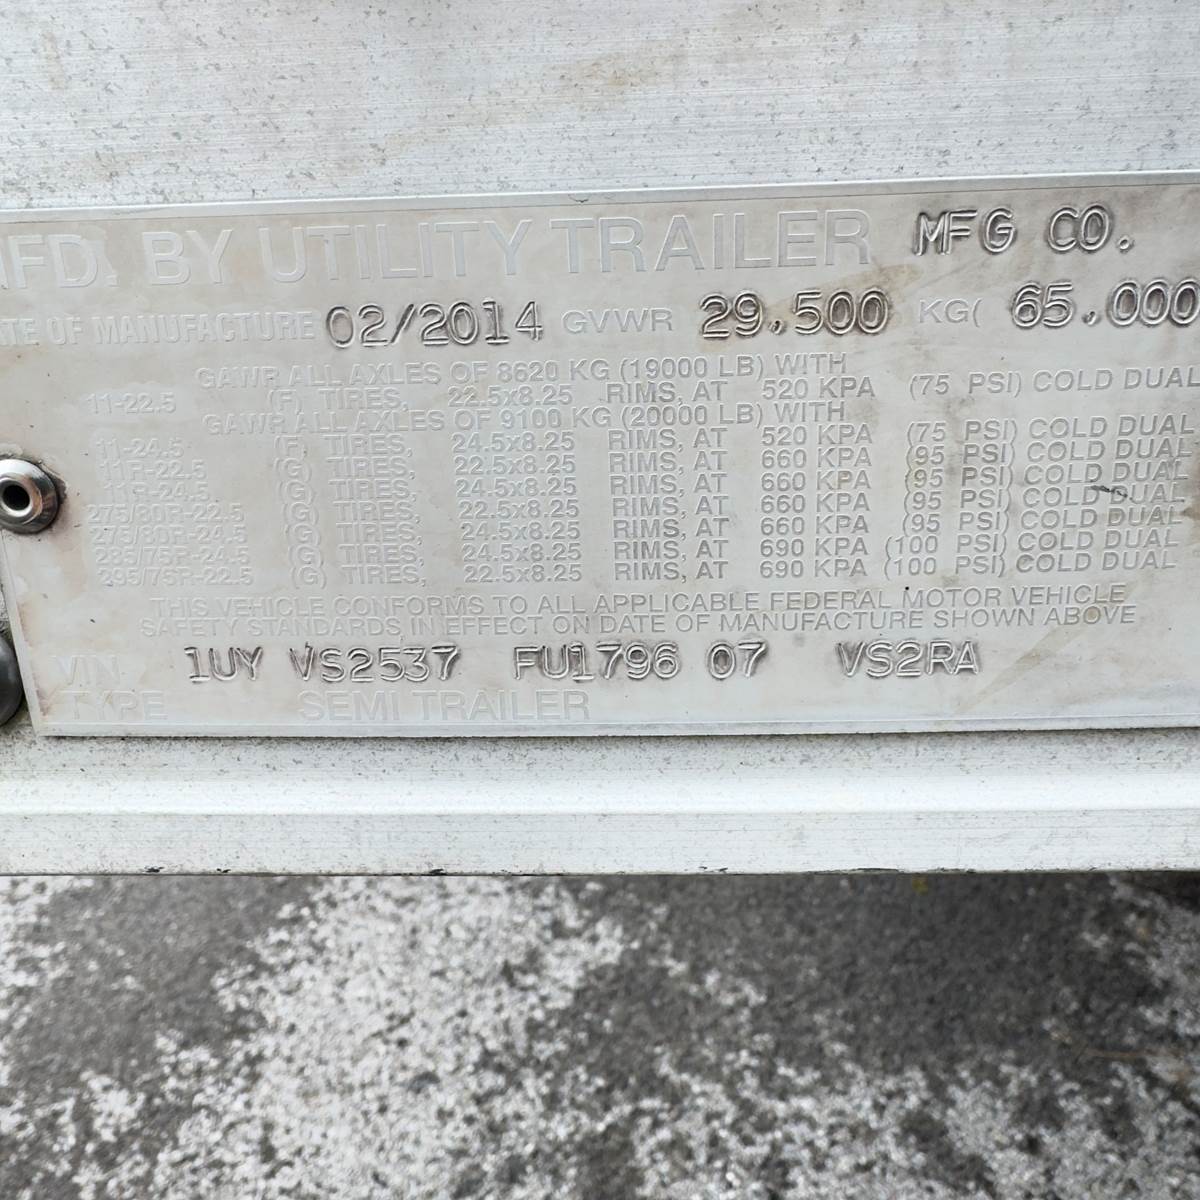 MFD. BY UTILITY TRAILER MFG CO.
DATE OF MANUFACTURE 02/2014 GVWR 29,500 KG( 65,000
GAWR ALL AXLES OF 8620 KG (19000 LB) WITH
11-22.5 (F) TIRES, 22.5x8.25 RIMS, AT 520 KPA (75 PSI) COLD DUAL
GAWR ALL AXLES OF 9100 KG (20000 LB) WITH
11-24.5 (F) TIRES, 24.5x8.25 RIMS, AT 520 KPA (75 PSI) COLD DUAL
11R-22.5 (G) TIRES, 22.5x8.25 RIMS, AT 660 KPA (95 PSI) COLD DUAL
11R-24.5 (G) TIRES, 24.5x8.25 RIMS, AT 660 KPA (95 PSI) COLD DUAL
275/80R-22.5 (G) TIRES, 22.5x8.25 RIMS, AT 660 KPA (95 PSI) COLD DUAL
275/80R-24.5 (G) TIRES, 24.5x8.25 RIMS, AT 660 KPA (95 PSI) COLD DUAL
285/75R-24.5 (G) TIRES, 24.5x8.25 RIMS, AT 690 KPA (100 PSI) COLD DUAL
295/75R-22.5 (G) TIRES, 22.5x8.25 RIMS, AT 690 KPA (100 PSI) COLD DUAL
THIS VEHICLE CONFORMS TO ALL APPLICABLE FEDERAL MOTOR VEHICLE
SAFETY STANDARDS IN EFFECT ON DATE OF MANUFACTURE SHOWN ABOVE
VIN 1UY VS2537 FU1796 07 VS2RA
TYPE SEMI TRAILER